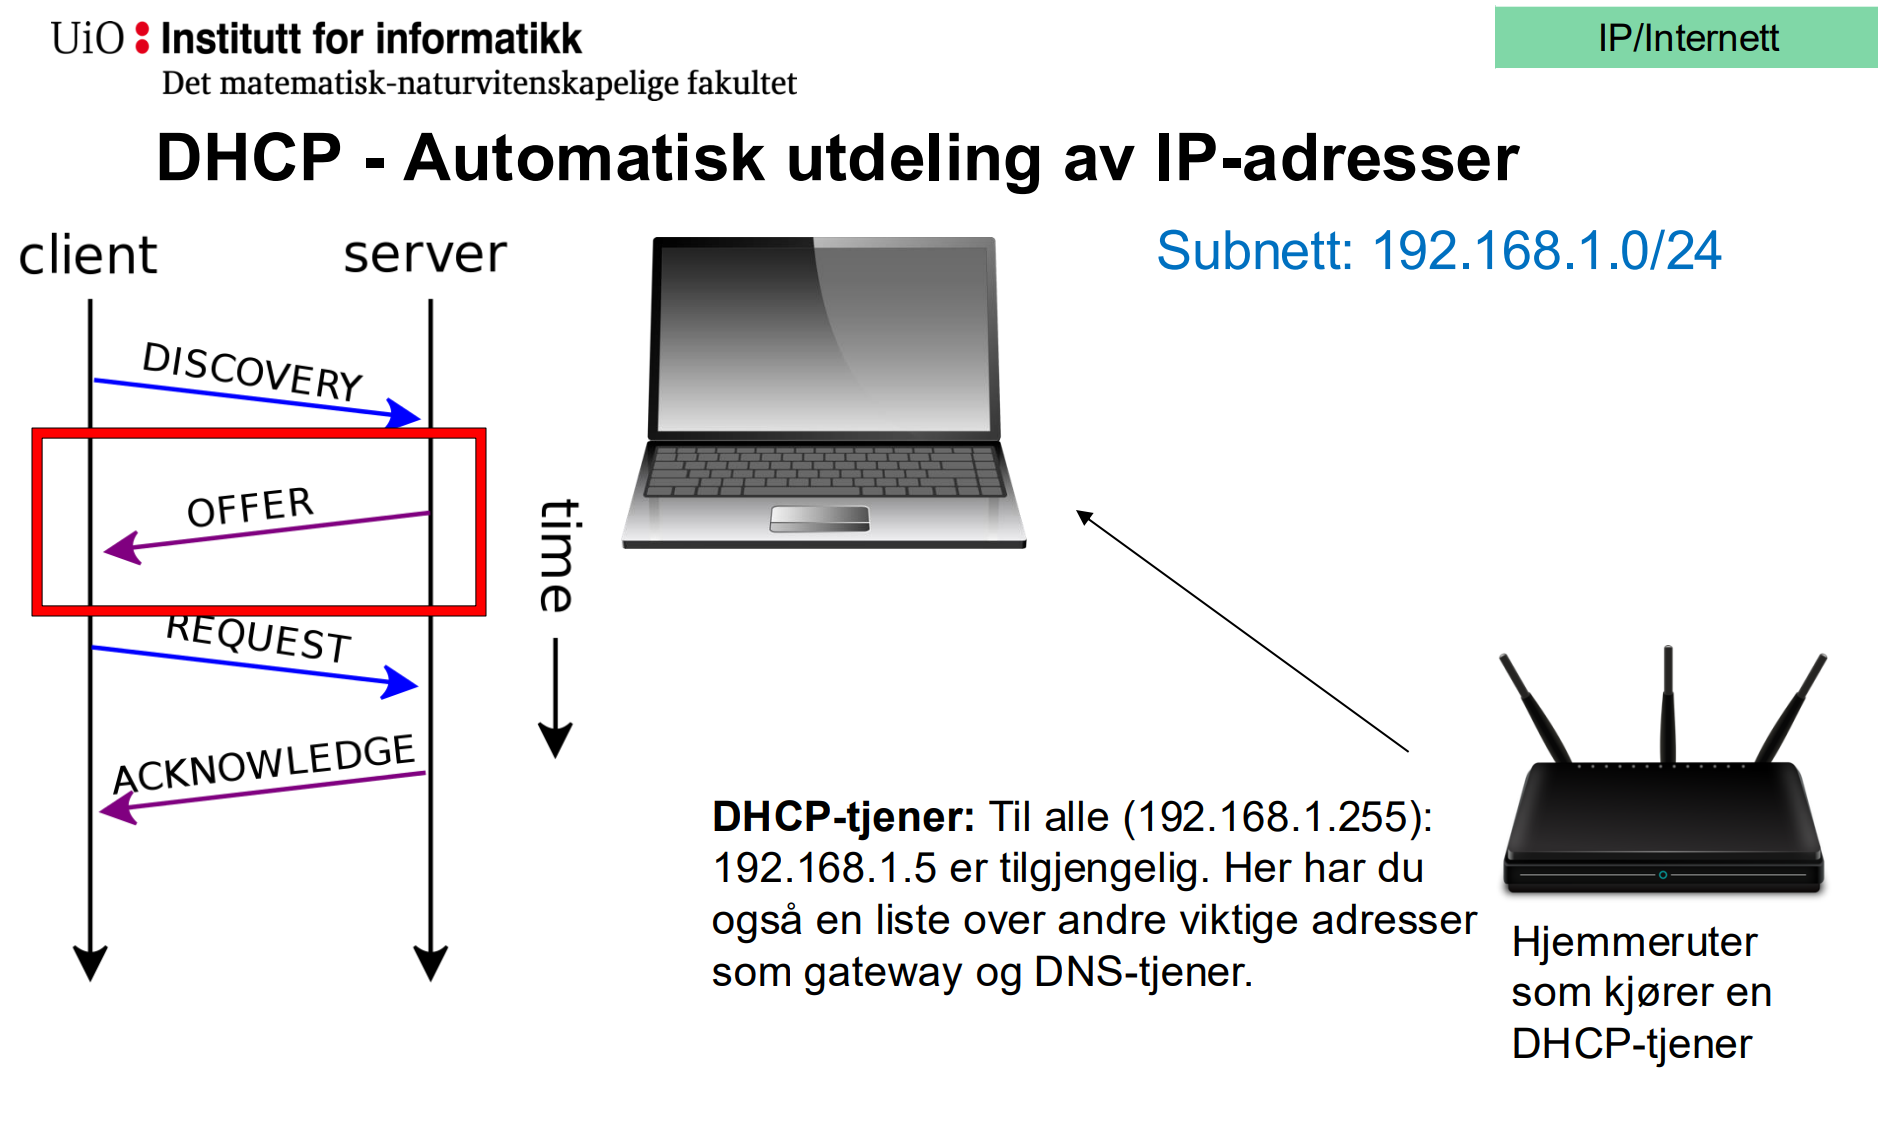 UiO Institutt for informatikk
Det matematisk-naturvitenskapelige fakultet
IP/Internett
DHCP - Automatisk utdeling av IP-adresser
client
server
DISCOVERY
OFFER
REQUEST
ACKNOWLEDGE
time
Subnett: 192.168.1.0/24
DHCP-tjener: Til alle (192.168.1.255):
192.168.1.5 er tilgjengelig. Her har du
også en liste over andre viktige adresser
som gateway og DNS-tjener.
Hjemmeruter
som kjører en
DHCP-tjener